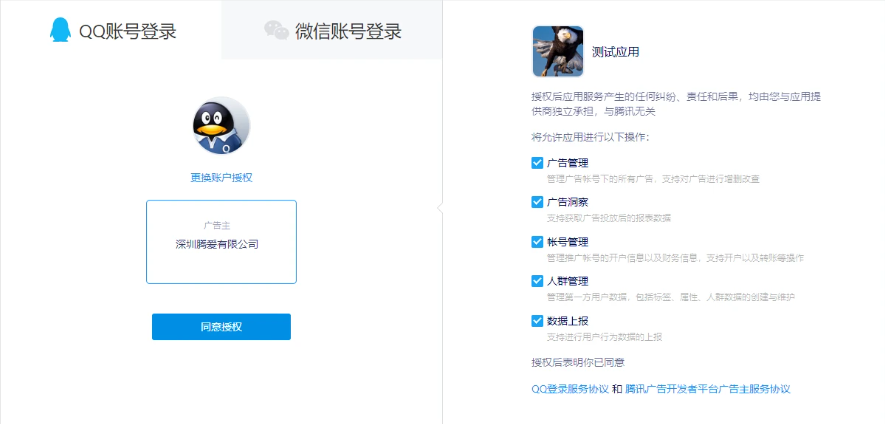 QQ账号登录
微信账号登录
更换账户授权
广告主
深圳腾爱有限公司
同意授权
测试应用
授权后应用服务产生的任何纠纷、责任和后果，均由您与应用提
供商独立承担，与腾讯无关
将允许应用进行以下操作：
广告管理
管理广告帐号下的所有广告，支持对广告进行增删改查
广告洞察
支持获取广告投放后的报表数据
帐号管理
管理推广帐号的开户信息以及财务信息，支持开户以及转账等操作
人群管理
管理第一方用户数据，包括标签、属性、人群数据的创建与维护
数据上报
支持进行用户行为数据的上报
授权后表明你已同意
QQ登录服务协议 和 腾讯广告开发者平台广告主服务协议